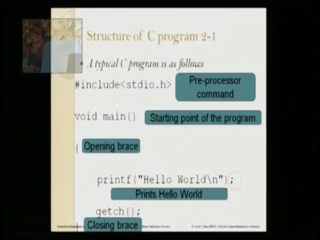 Structure of C program 2-1
A typical C program is as follows
#include<stdio.h>
Pre-processor
command
void main()
Starting point of the program
Opening brace
{
printf("Hello World\n");
Prints Hello World
getch();
Closing brace